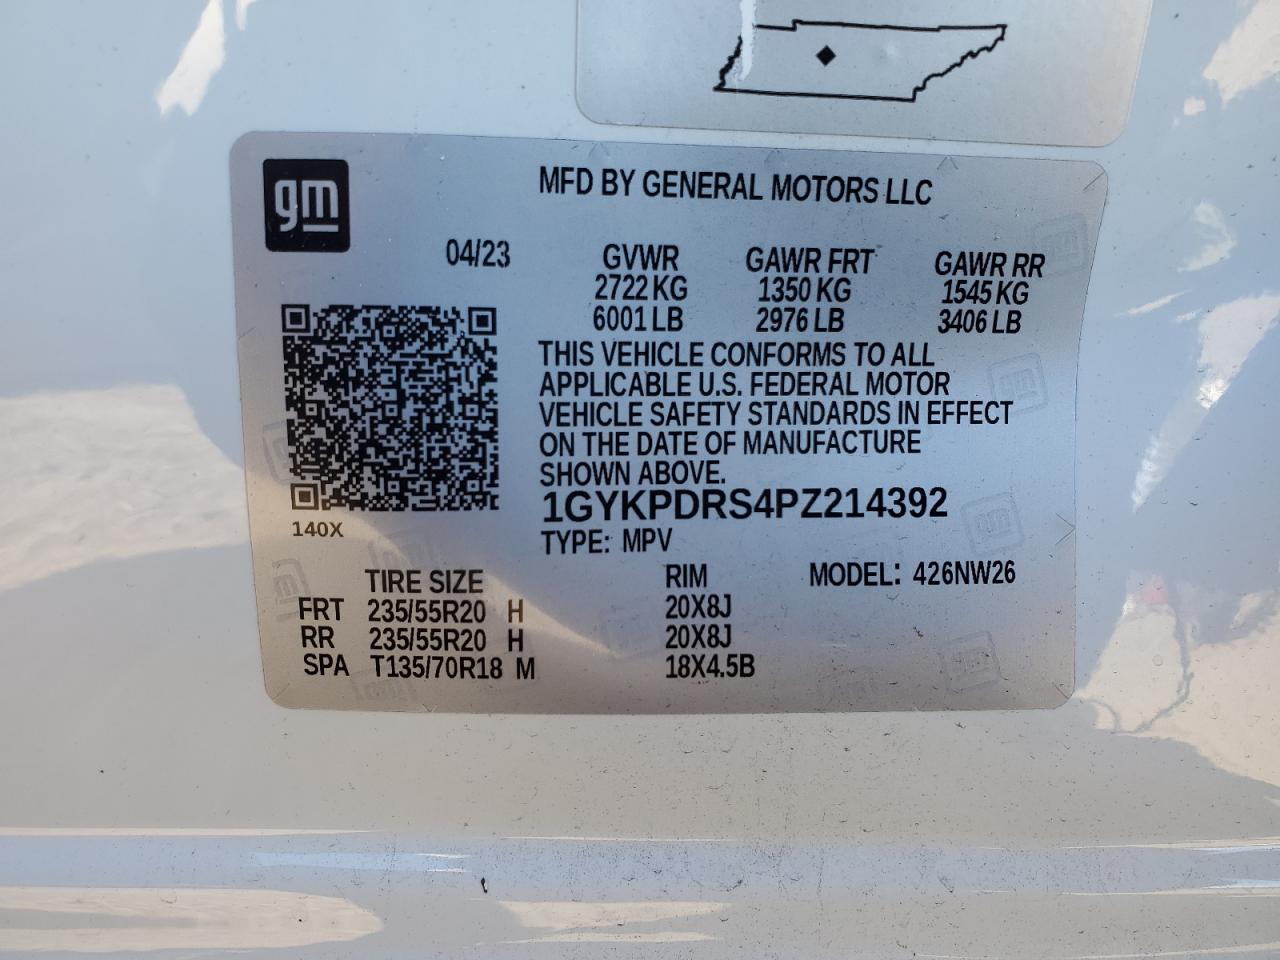 gm
MFD BY GENERAL MOTORS LLC
04/23 GVWR GAWR FRT GAWR RR
2722 KG 1350 KG 1545 KG
6001 LB 2976 LB 3406 LB
THIS VEHICLE CONFORMS TO ALL
APPLICABLE U.S. FEDERAL MOTOR
VEHICLE SAFETY STANDARDS IN EFFECT
ON THE DATE OF MANUFACTURE
SHOWN ABOVE.
1GYKPDRS4PZ214392
140X
TYPE: MPV
TIRE SIZE RIM MODEL: 426NW26
FRT 235/55R20 H 20X8J
RR 235/55R20 H 20X8J
SPA T135/70R18 M 18X4.5B